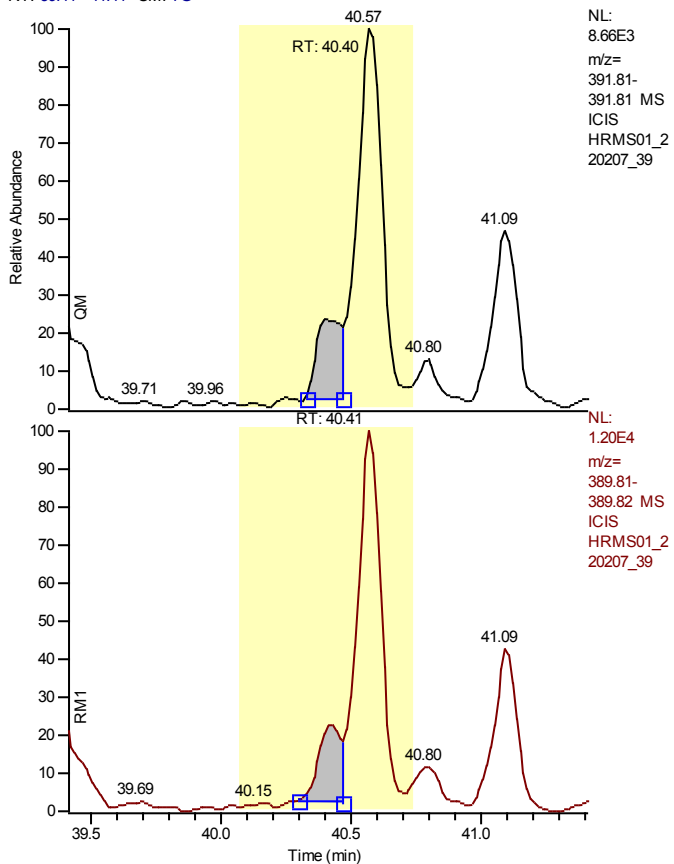 40.57
RT: 40.40
100
90
80
70
60
50
40
30
20
10
0
Relative Abundance
QM
39.71
39.96
40.80
41.09
NL:
8.66E3
m/z=
391.81-
391.81 MS
ICIS
HRMS01_2
20207_39
RT: 40.41
100
90
80
70
60
50
40
30
20
10
0
RM1
39.69
40.15
40.80
41.09
NL:
1.20E4
m/z=
389.81-
389.82 MS
ICIS
HRMS01_2
20207_39
39.5
40.0
40.5
41.0
Time (min)